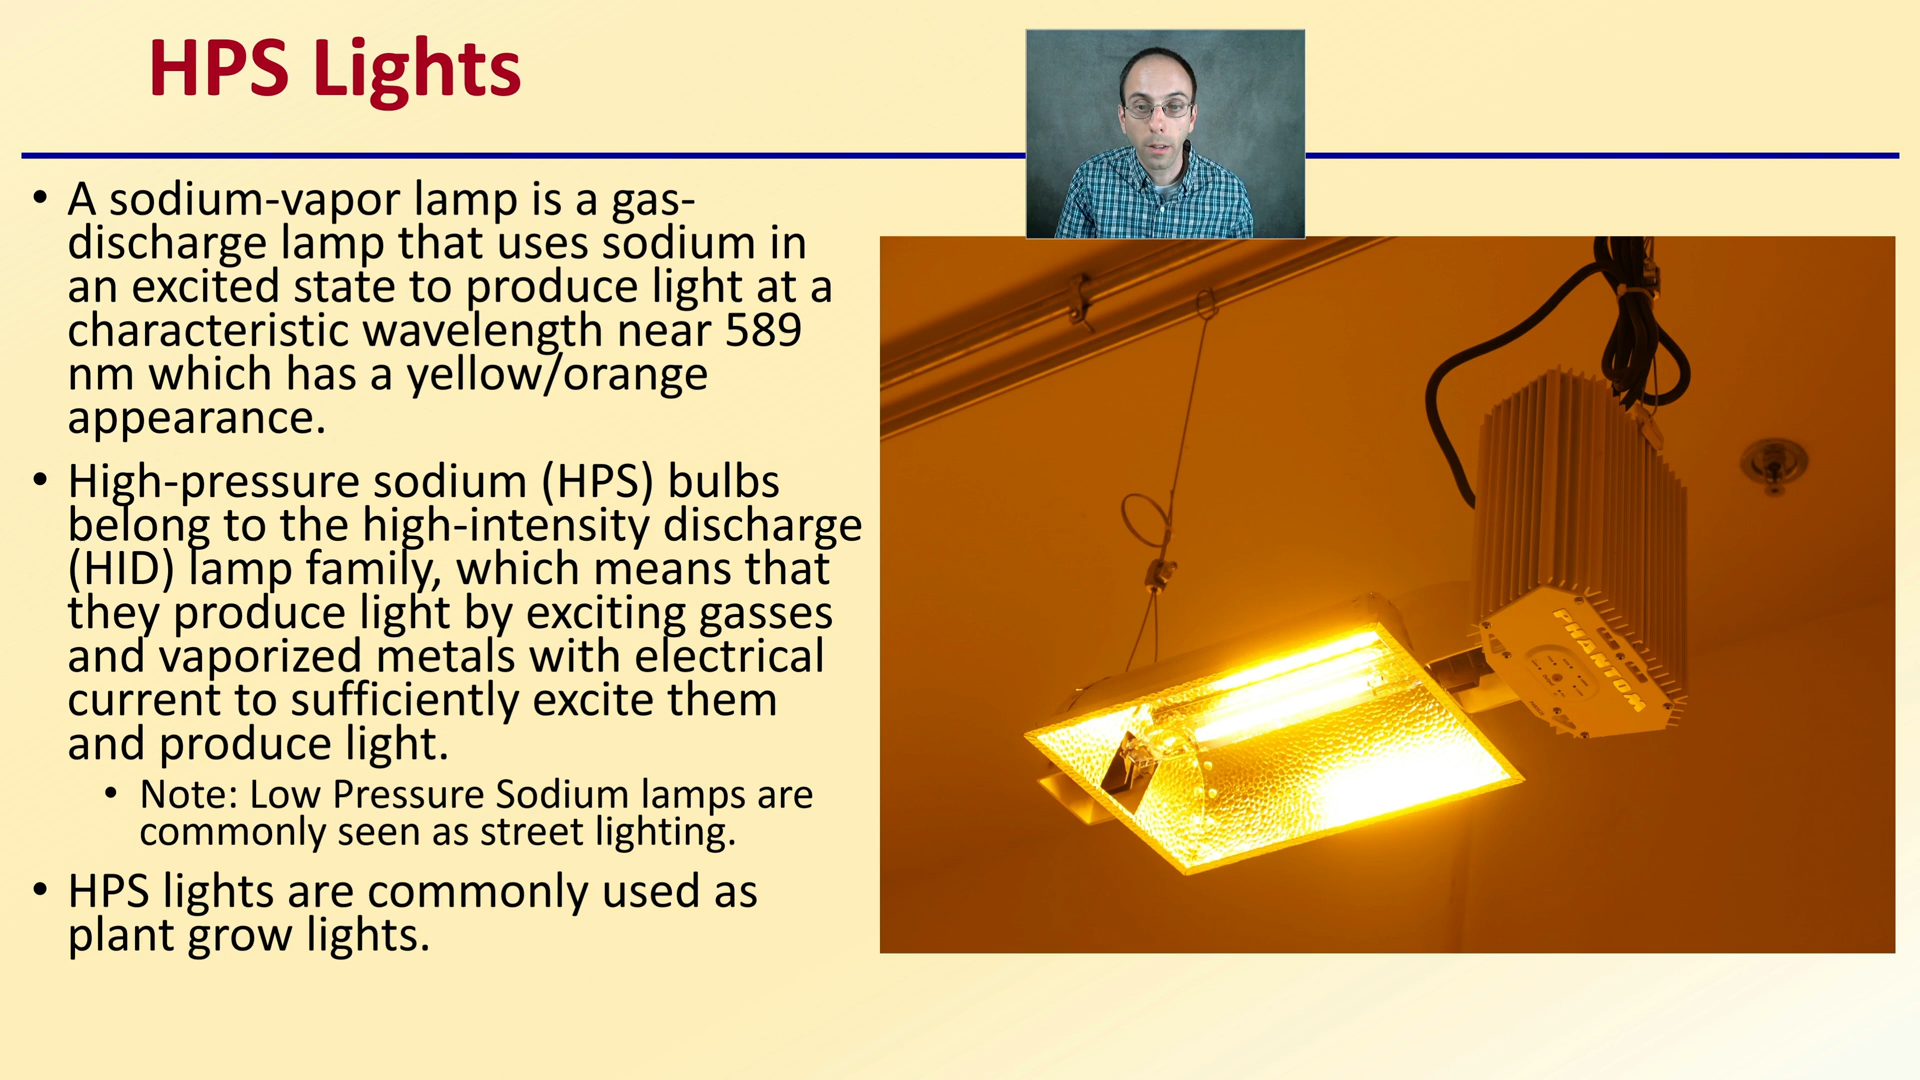 HPS Lights
• A sodium-vapor lamp is a gas-
discharge lamp that uses sodium in
an excited state to produce light at a
characteristic wavelength near 589
nm which has a yellow/orange
appearance.
• High-pressure sodium (HPS) bulbs
belong to the high-intensity discharge
(HID) lamp family, which means that
they produce light by exciting gasses
and vaporized metals with electrical
current to sufficiently excite them
and produce light.
• Note: Low Pressure Sodium lamps are
commonly seen as street lighting.
• HPS lights are commonly used as
plant grow lights.
PHANTOM